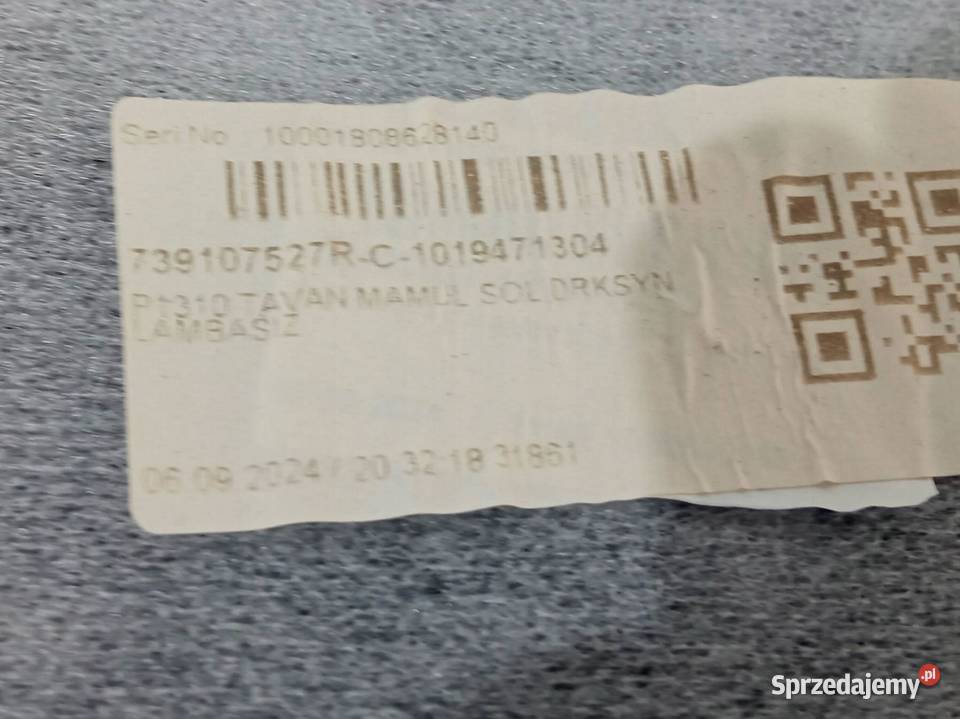 Seri No 10001808628140
739107527R-C-1019471304
P1310 TAVAN MAMUL SOL DRKSYN
LAMBASIZ
06.09.2024 / 20:32:18 31861
Sprzedajemy.pl